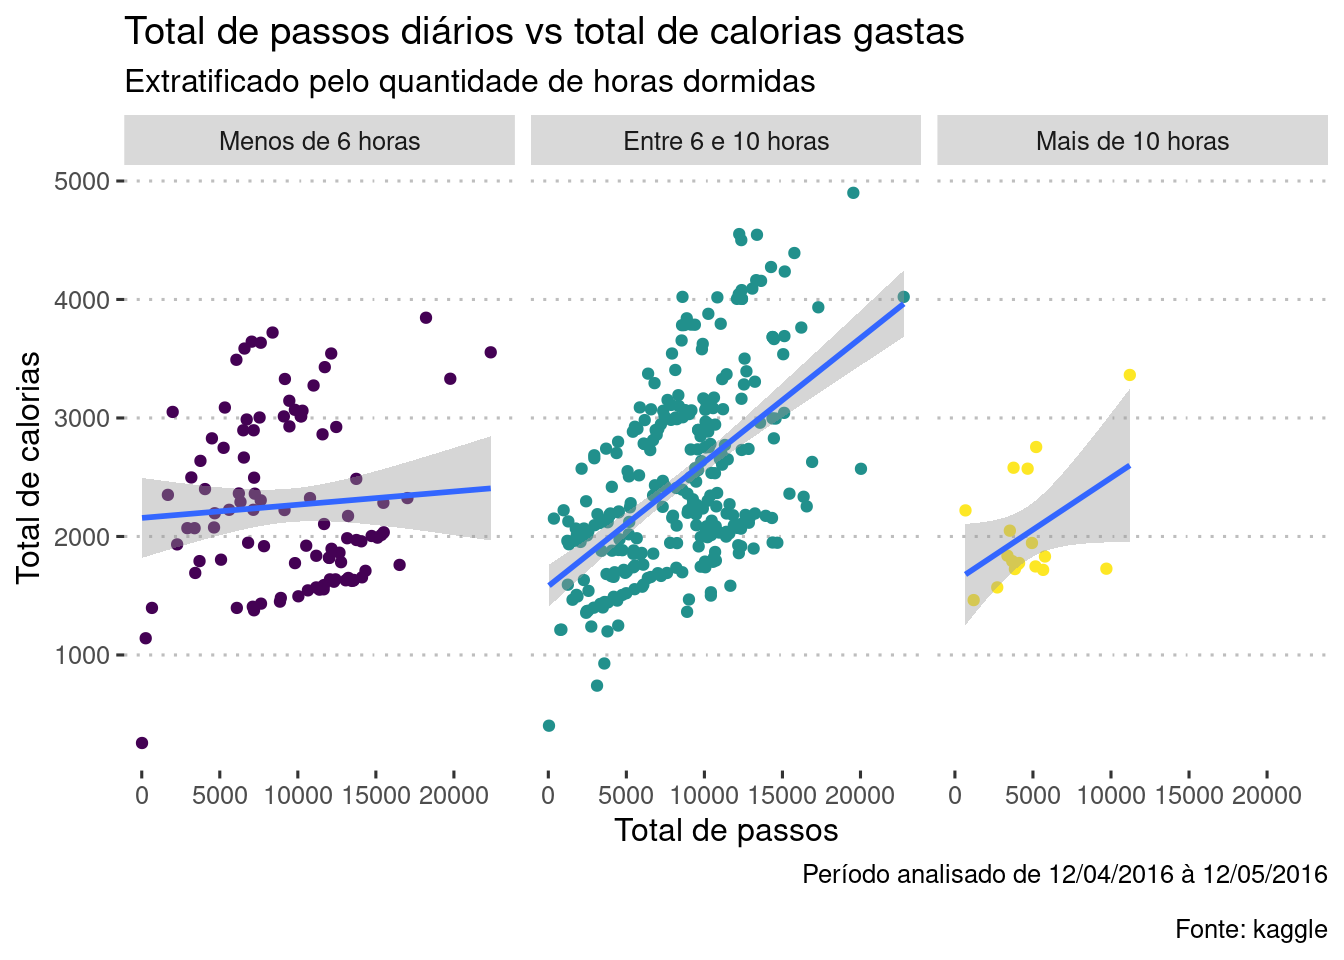 Total de passos diários vs total de calorias gastas
Extratificado pelo quantidade de horas dormidas
Menos de 6 horas
Entre 6 e 10 horas
Mais de 10 horas
Total de calorias
5000
4000
3000
2000
1000
0 5000 10000 15000 20000
0 5000 10000 15000 20000
0 5000 10000 15000 20000
Total de passos
Período analisado de 12/04/2016 à 12/05/2016
Fonte: kaggle